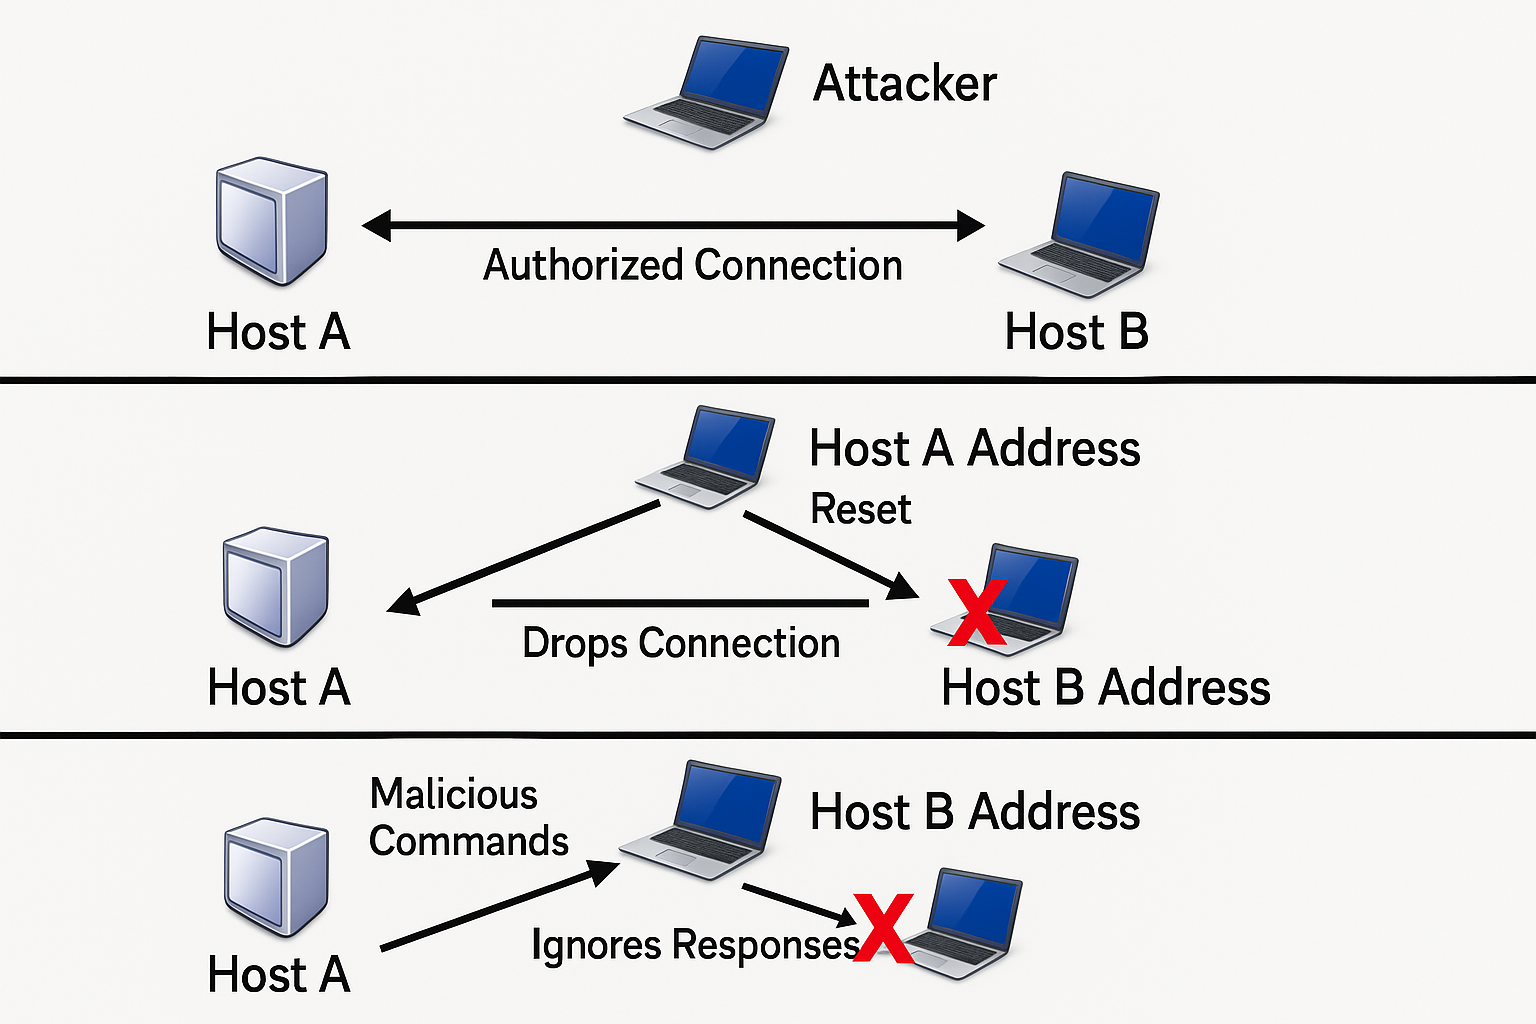 Attacker
Authorized Connection
Host A
Host B
Host A Address
Reset
Drops Connection
Host A
Host B Address
Malicious
Commands
Host B Address
Ignores Responses
Host A